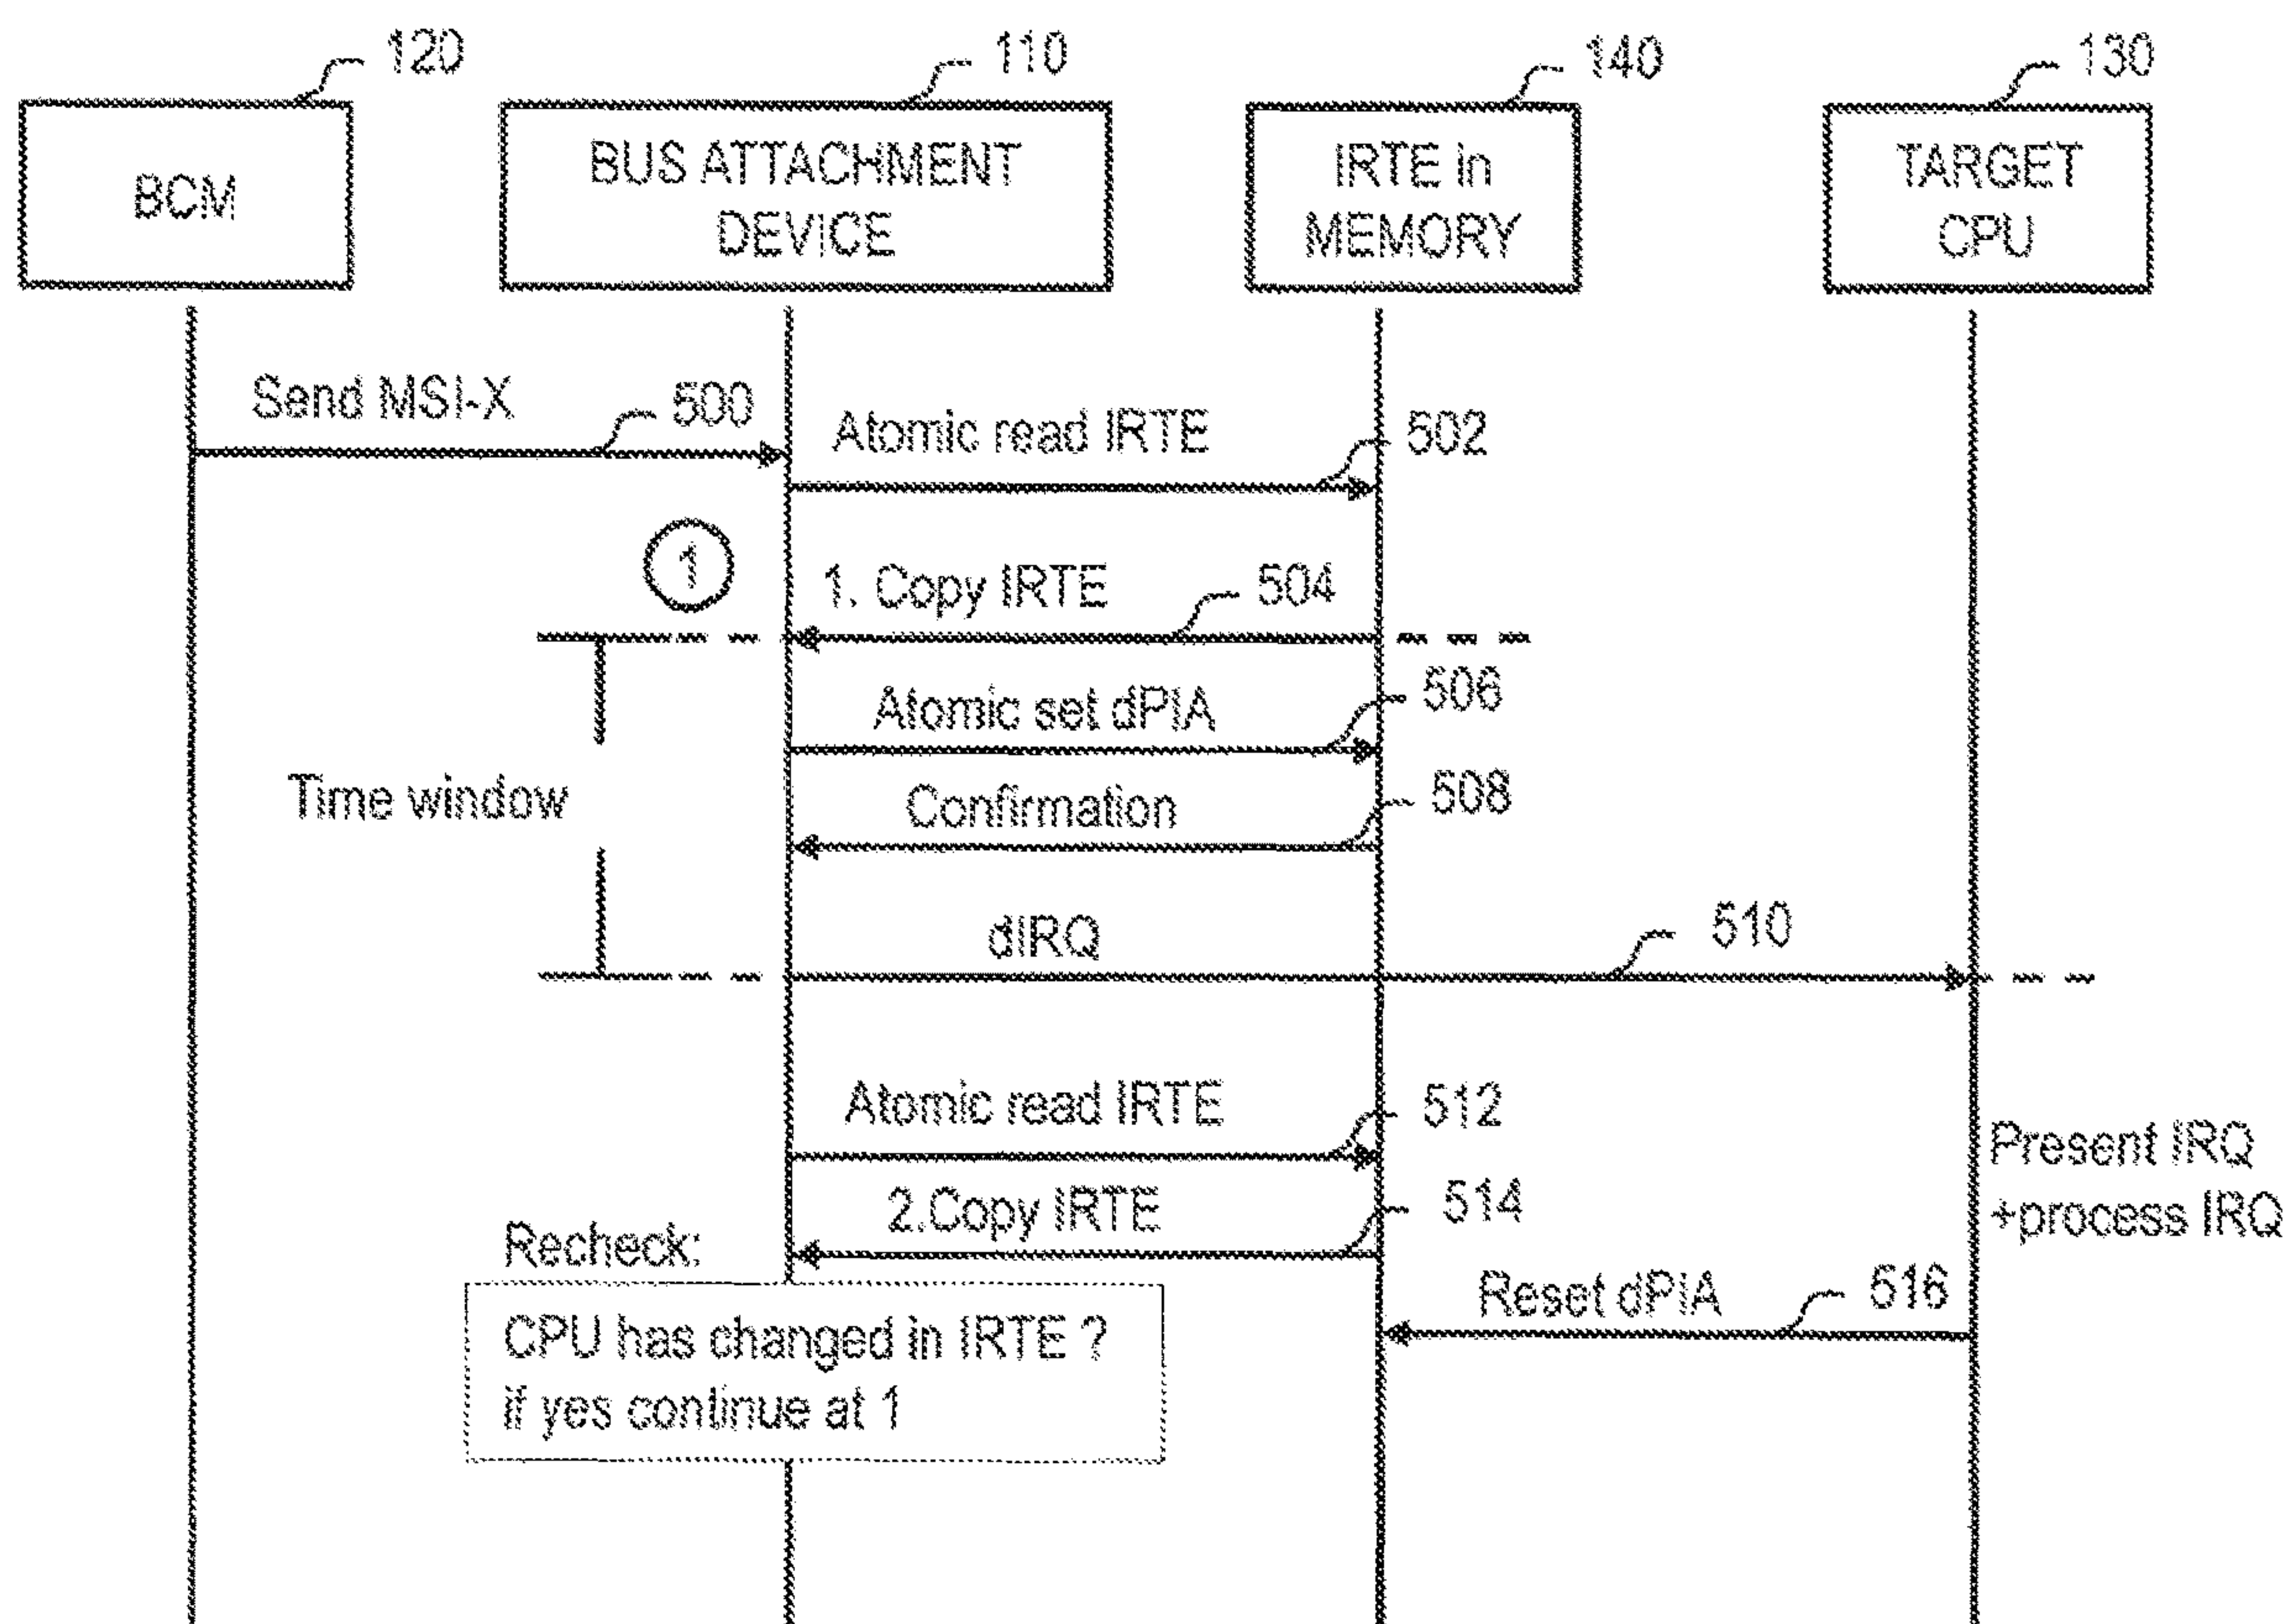 120
110
140
130
BCM
BUS ATTACHMENT
DEVICE
IRTE in
MEMORY
TARGET
CPU
Send MSI-X
500
Atomic read IRTE
502
1
1. Copy IRTE
504
Atomic set dPIA
506
Time window
Confirmation
508
dIRQ
510
Atomic read IRTE
512
Present IRQ
+process IRQ
2.Copy IRTE
514
Recheck:
Reset dPIA
516
CPU has changed in IRTE ?
if yes continue at 1